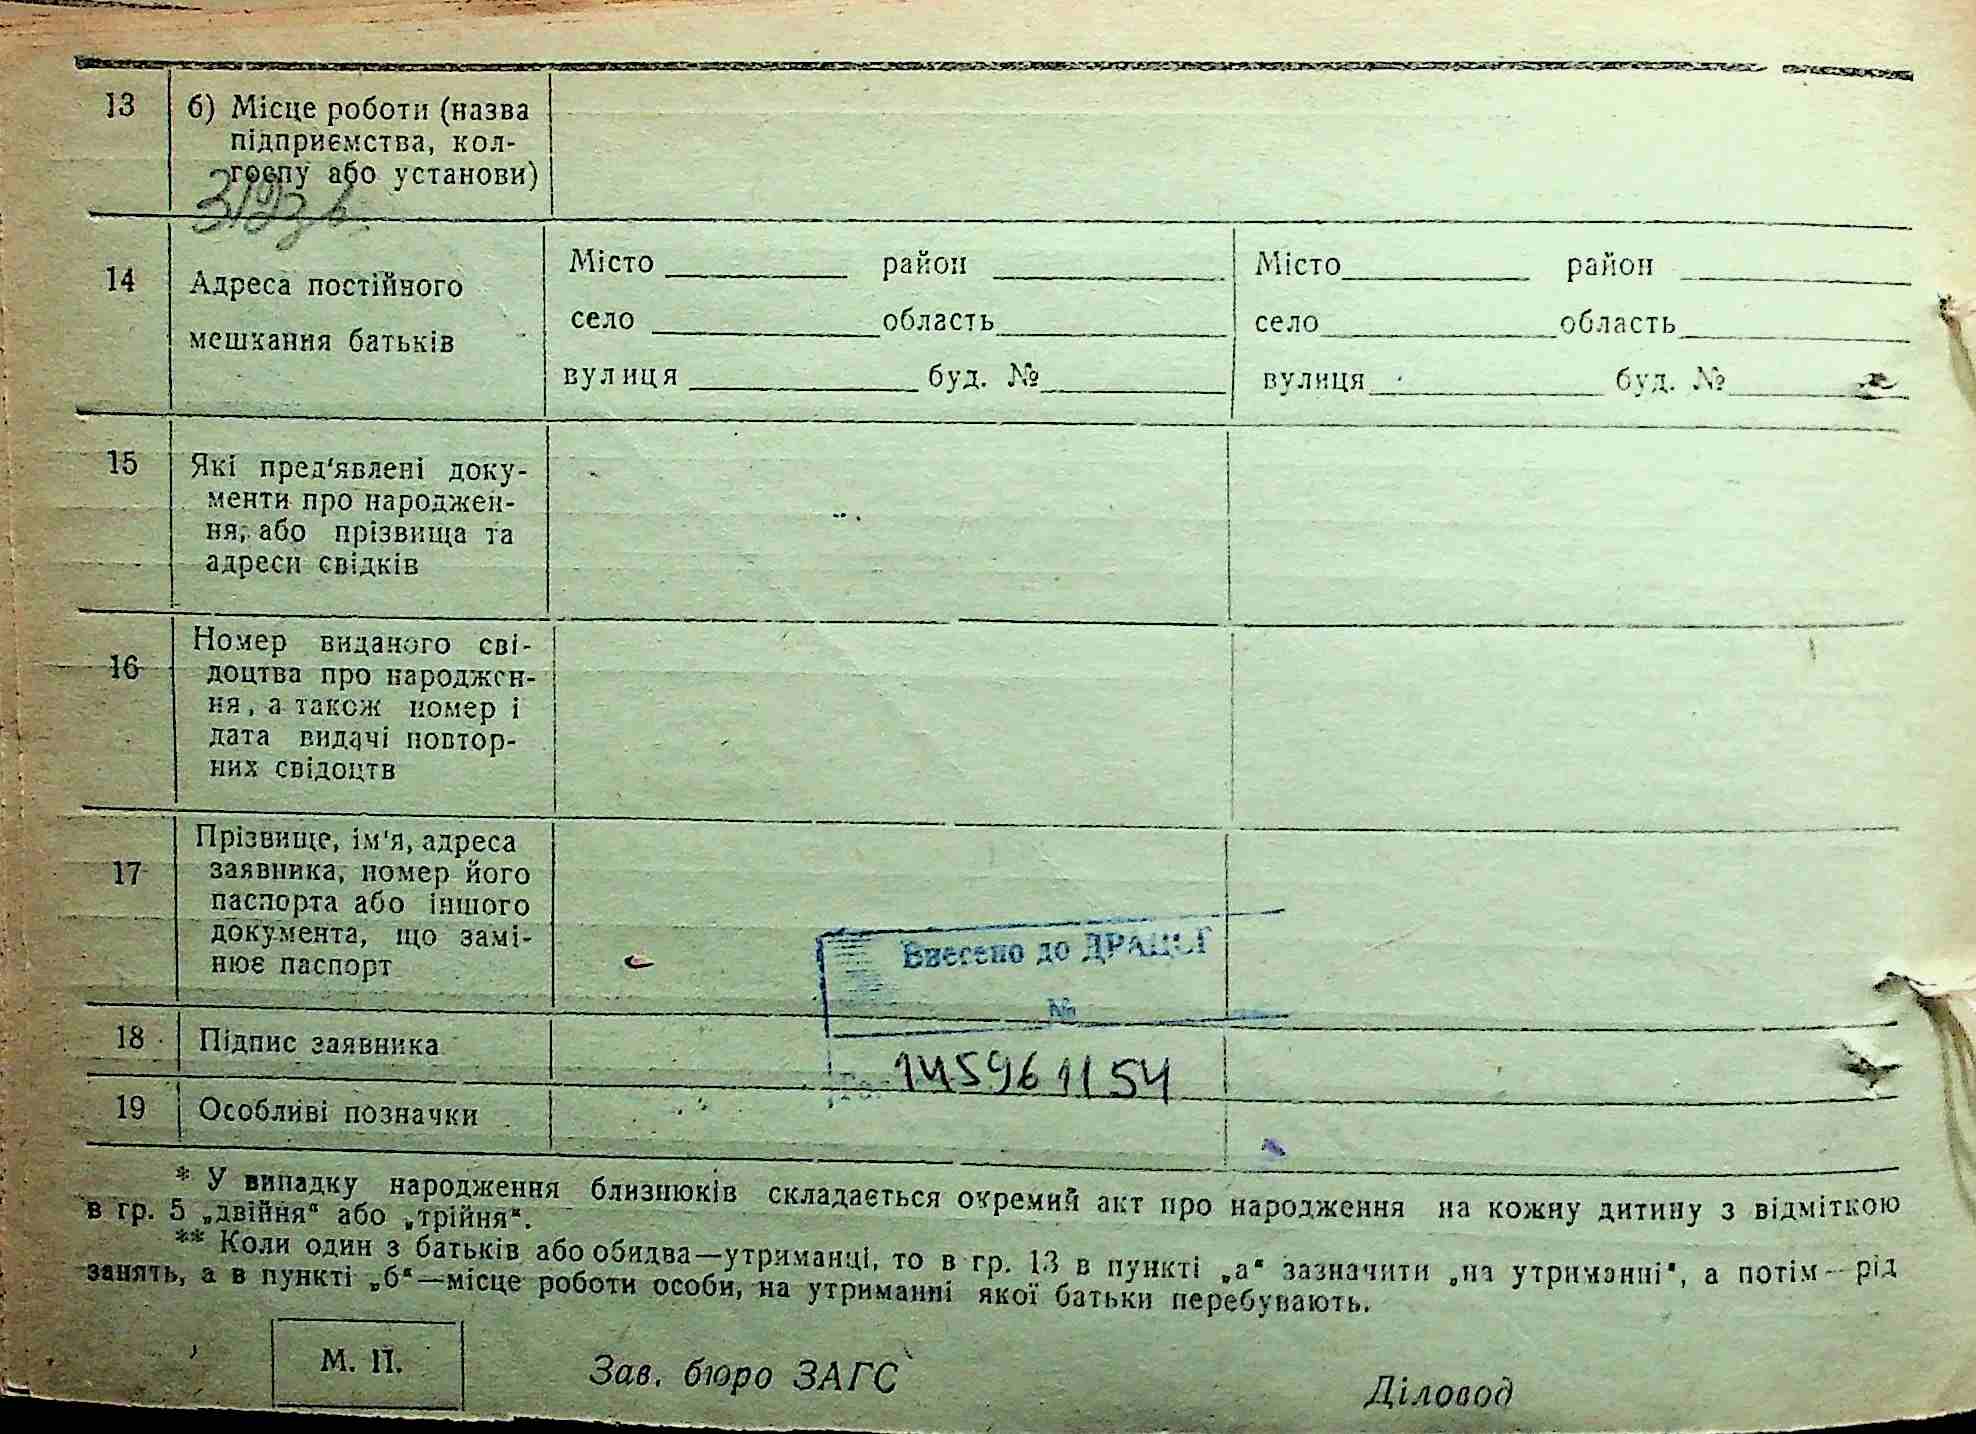 13 б) Місце роботи (назва
підприємства, кол-
госпу або установи)
14 Адреса постійного
мешкання батьків
Місто район
село область
вулиця буд. №
Місто район
село область
вулиця буд. №
15 Які пред'явлені доку-
менти про народжен-
ня, або прізвища та
адреси свідків
16 Номер виданого сві-
доцтва про народжен-
ня, а також номер і
дата видачі повтор-
них свідоцтв
17 Прізвище, ім'я, адреса
заявника, номер його
паспорта або іншого
документа, що замі-
нює паспорт
Внесено до ДРАЦСГ
№
18 Підпис заявника
145961154
19 Особливі позначки
* У випадку народження близнюків складається окремий акт про народження на кожну дитину з відміткою
в гр. 5 „двійня“ або „трійня“.
** Коли один з батьків або обидва—утриманці, то в гр. 13 в пункті „а“ зазначити „на утриманні“, а потім—рід
занять, а в пункті „б“—місце роботи особи, на утриманні якої батьки перебувають.
М. П.
Зав. бюро ЗАГС
Діловод